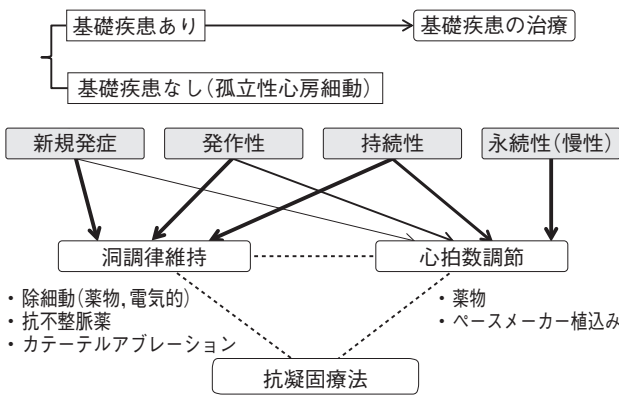 基礎疾患あり
基礎疾患の治療
基礎疾患なし(孤立性心房細動)
新規発症
発作性
持続性
永続性(慢性)
洞調律維持
心拍数調節
・除細動(薬物,電気的)
・抗不整脈薬
・カテーテルアブレーション
・薬物
・ペースメーカー植込み
抗凝固療法